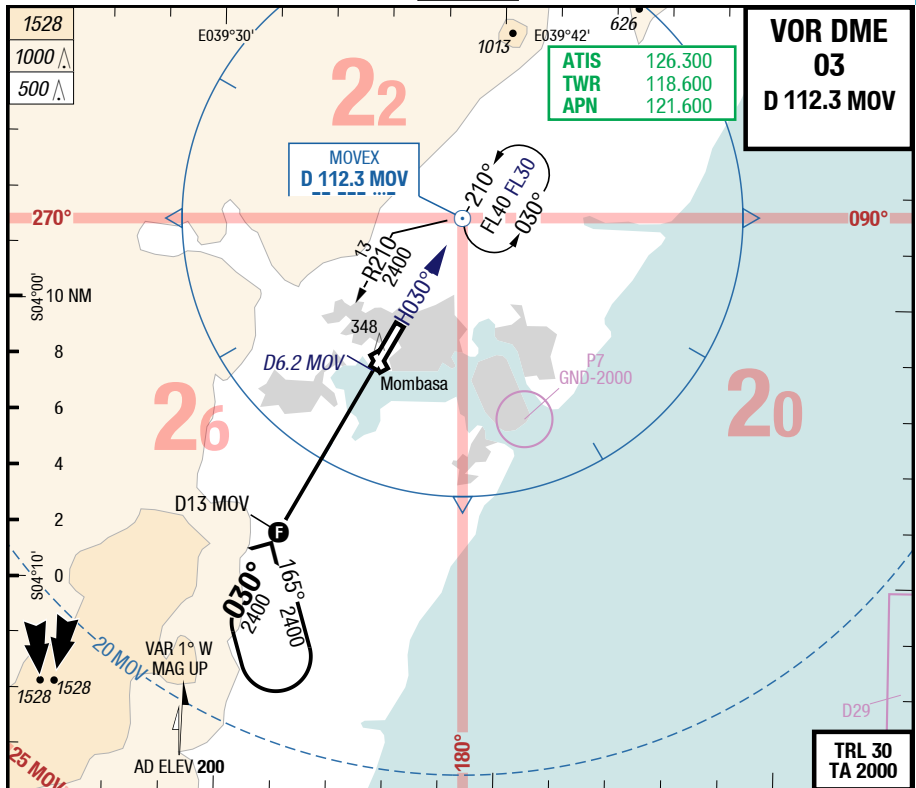 1528
1000
500
E039°30'
1013
E039°42'
626
ATIS 126.300
TWR 118.600
APN 121.600
VOR DME
03
D 112.3 MOV
22
MOVEX
D 112.3 MOV
210°
FL40 FL30
030°
270°
090°
13
R210
2400
H030°
S04°00'
10 NM
348
8
D6.2 MOV
Mombasa
P7
GND-2000
6
26
20
4
D13 MOV
2
F
S04°10'
0
030°
2400
165°
2400
VAR 1° W
MAG UP
20 MOV
1528
1528
D29
25 MOV
AD ELEV 200
180°
TRL 30
TA 2000